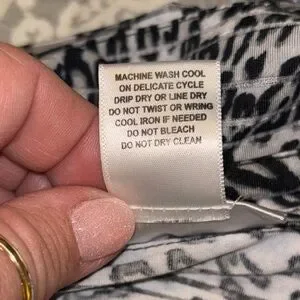 MACHINE WASH COOL
ON DELICATE CYCLE
DRIP DRY OR LINE DRY
DO NOT TWIST OR WRING
COOL IRON IF NEEDED
DO NOT BLEACH
DO NOT DRY CLEAN